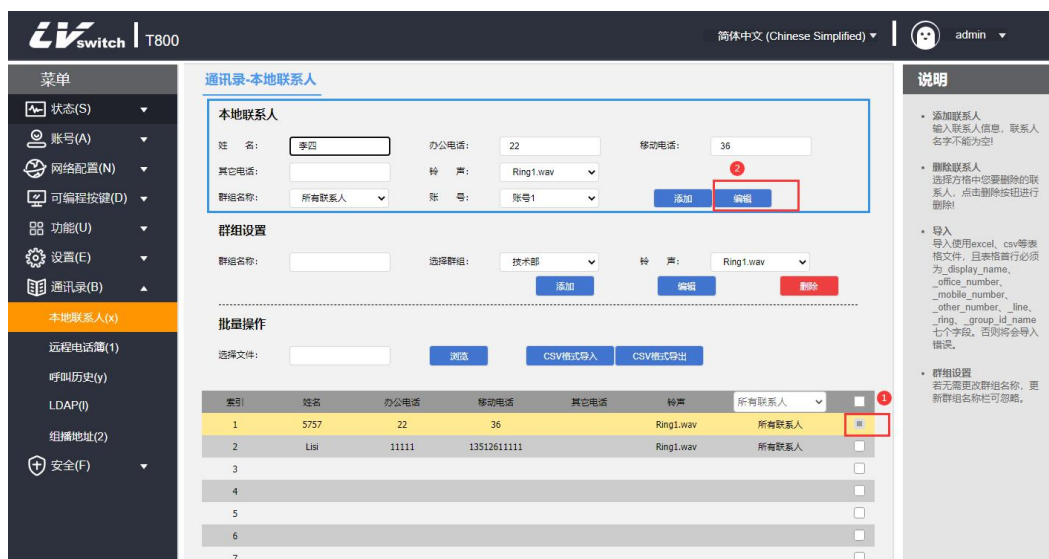 LVswitch T800
简体中文 (Chinese Simplified)
admin
菜单
状态(S)
账号(A)
网络配置(N)
可编程按键(D)
功能(U)
设置(E)
通讯录(B)
本地联系人(x)
远程电话簿(1)
呼叫历史(y)
LDAP(l)
组播地址(2)
安全(F)
通讯录-本地联系人
本地联系人
姓 名: 李四 办公电话: 22 移动电话: 36
其它电话: 铃 声: Ring1.wav 2
群组名称: 所有联系人 账 号: 账号1 添加 编辑
群组设置
群组名称: 选择群组: 技术部 铃 声: Ring1.wav
添加 编辑 删除
批量操作
选择文件: 浏览 CSV格式导入 CSV格式导出
索引 姓名 办公电话 移动电话 其它电话 铃声 所有联系人 1
1 5757 22 36 Ring1.wav 所有联系人
2 Lisi 11111 13512611111 Ring1.wav 所有联系人
3
4
5
6
7
说明
• 添加联系人
输入联系人信息，联系人
名字不能为空!
• 删除联系人
选择方格中您要删除的联
系人，点击删除按钮进行
删除!
• 导入
导入使用excel、csv等表
格文件，且表格首行必须
为_display_name、
_office_number、
_mobile_number、
_other_number、_line、
_ring、_group_id_name
七个字段。否则将会导入
错误。
• 群组设置
若无需更改群组名称，更
新群组名称栏可忽略。